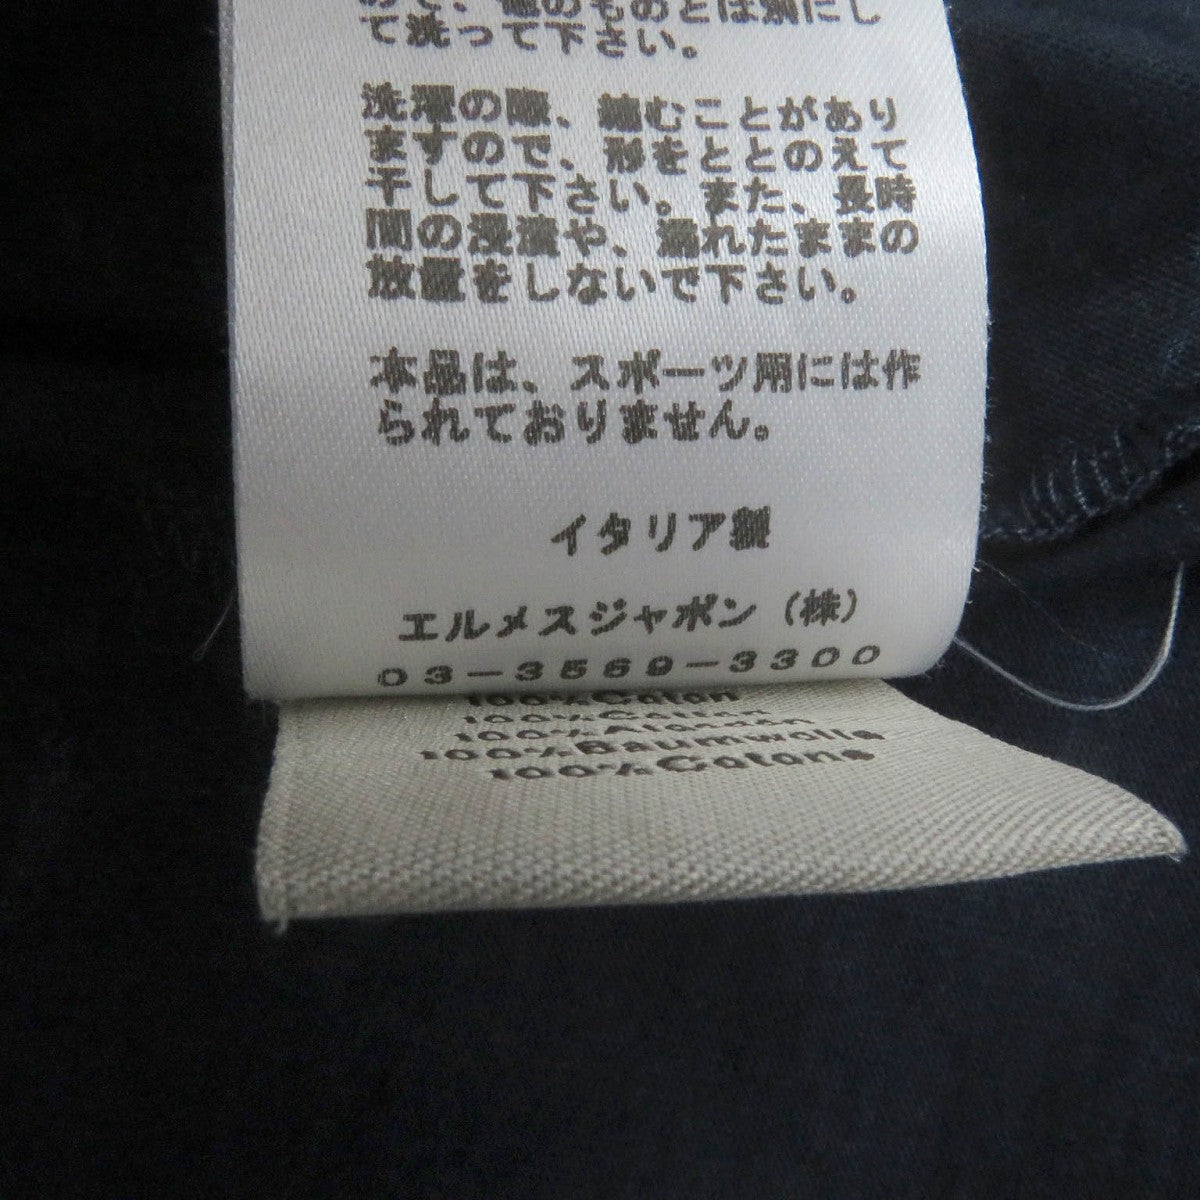 ので、他のものとは別にし
て洗って下さい。
洗濯の際、縮むことがあり
ますので、形をととのえて
干して下さい。また、長時
間の浸漬や、濡れたままの
放置をしないで下さい。
本品は、スポーツ用には作
られておりません。
イタリア製
エルメスジャポン（株）
03-3569-3300
100%Coton
100%Cotton
100%Algodón
100%Baumwolle
100%Cotone